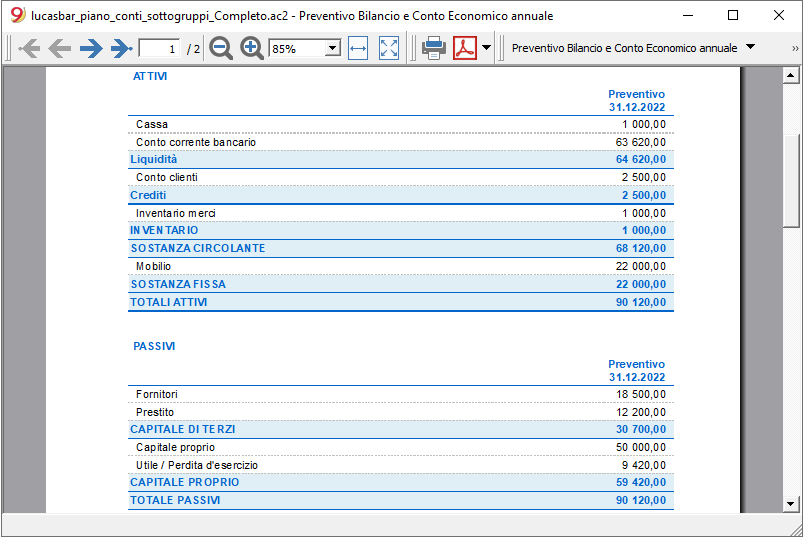 lucasbar_piano_conti_sottogruppi_Completo.ac2 - Preventivo Bilancio e Conto Economico annuale
1 / 2 85% Preventivo Bilancio e Conto Economico annuale »
ATTIVI
Preventivo
31.12.2022
Cassa 1 000,00
Conto corrente bancario 63 620,00
Liquidità 64 620,00
Conto clienti 2 500,00
Crediti 2 500,00
Inventario merci 1 000,00
INVENTARIO 1 000,00
SOSTANZA CIRCOLANTE 68 120,00
Mobilio 22 000,00
SOSTANZA FISSA 22 000,00
TOTALI ATTIVI 90 120,00
PASSIVI
Preventivo
31.12.2022
Fornitori 18 500,00
Prestito 12 200,00
CAPITALE DI TERZI 30 700,00
Capitale proprio 50 000,00
Utile / Perdita d'esercizio 9 420,00
CAPITALE PROPRIO 59 420,00
TOTALE PASSIVI 90 120,00